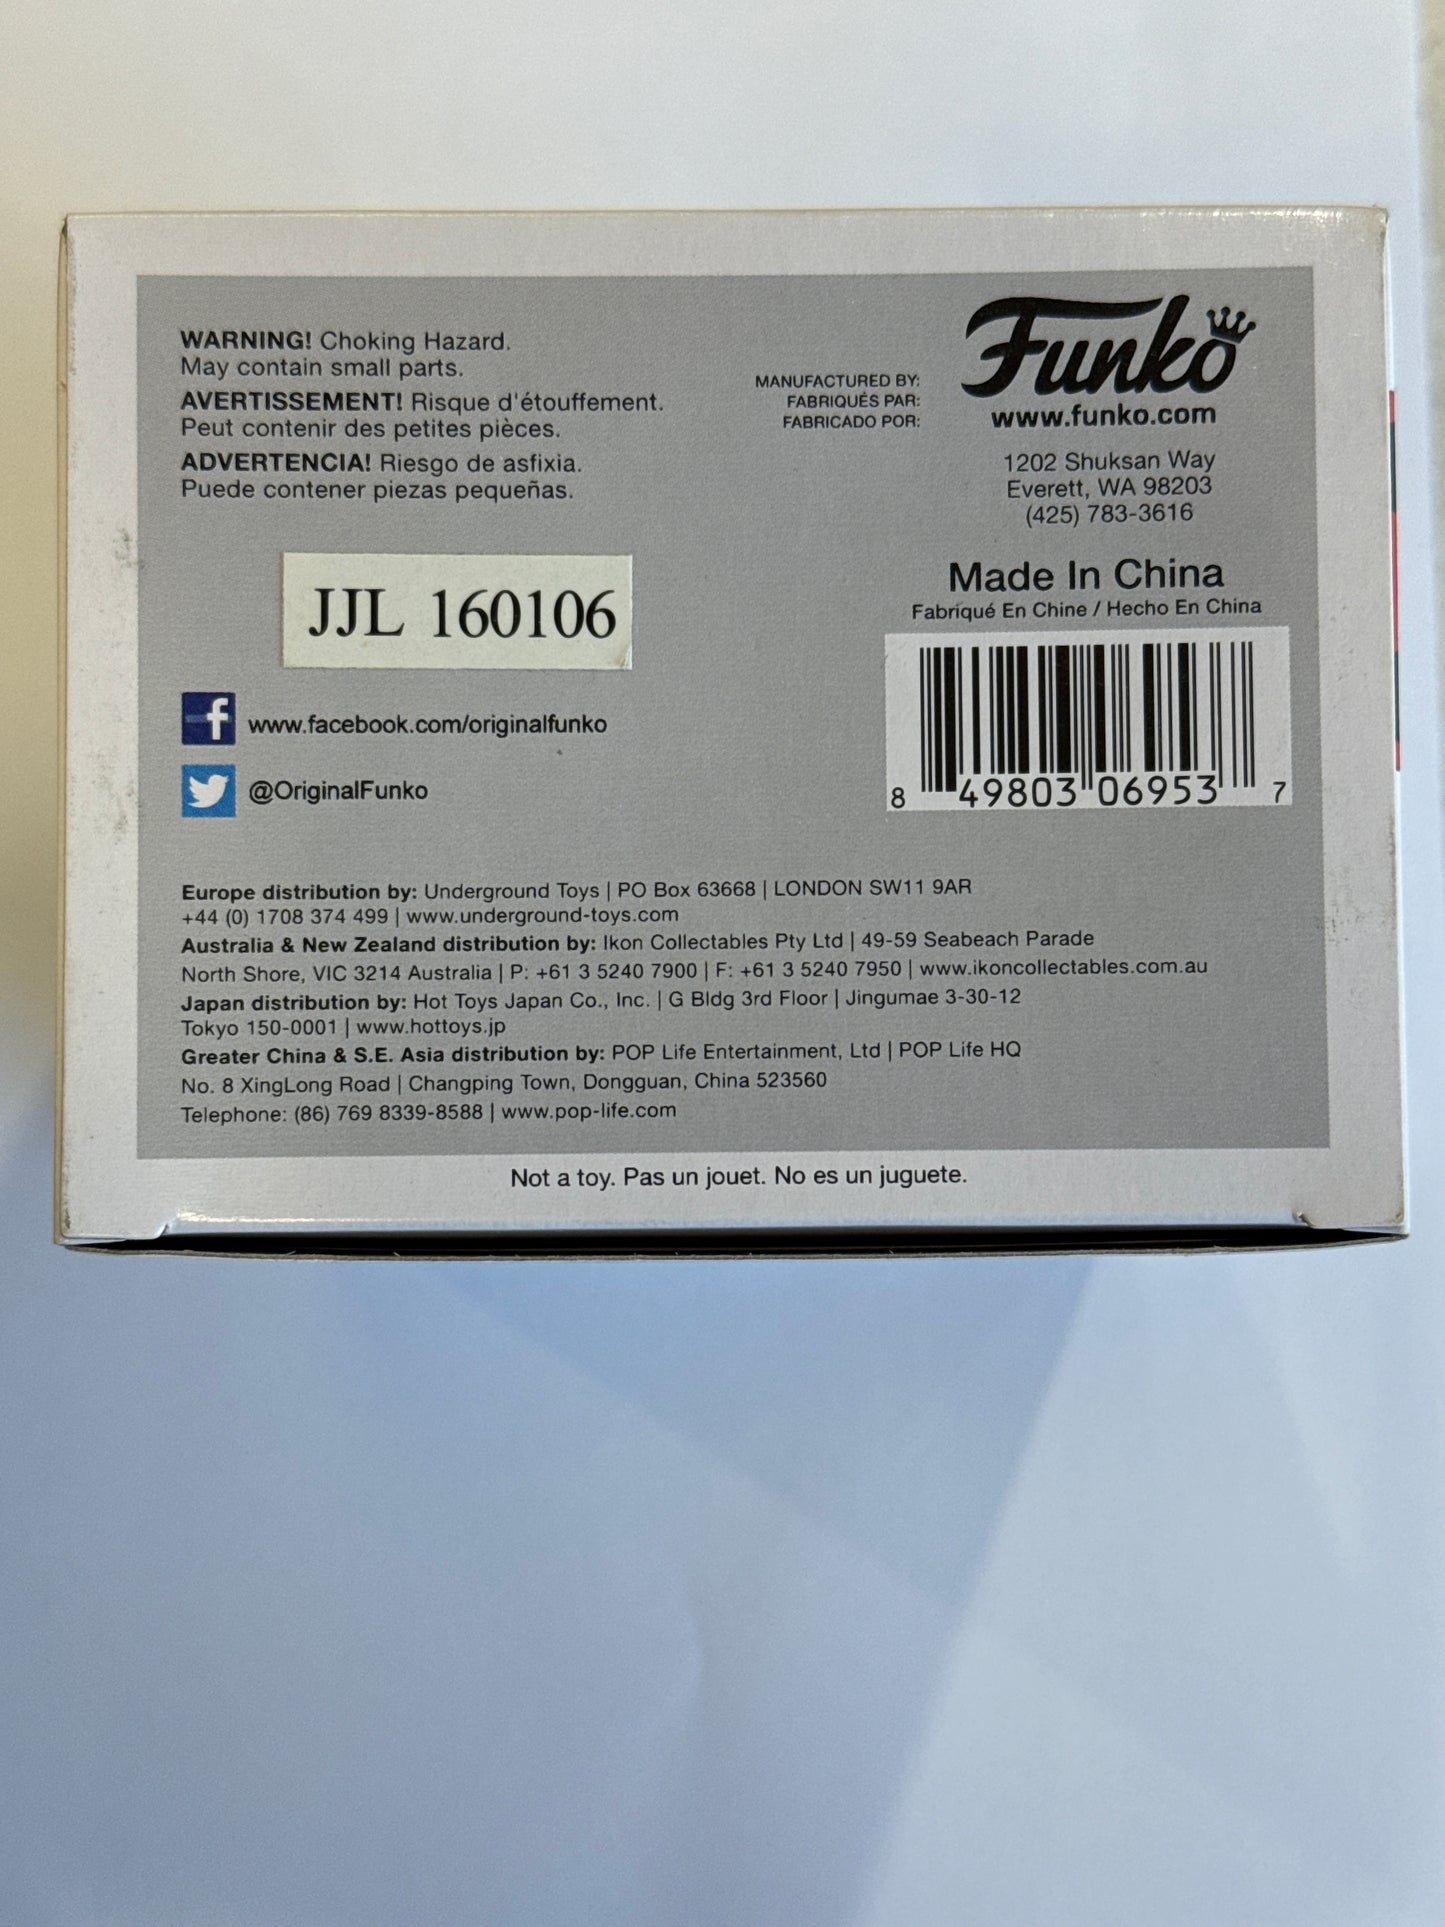 WARNING! Choking Hazard.
May contain small parts.
AVERTISSEMENT! Risque d'étouffement.
Peut contenir des petites pièces.
ADVERTENCIA! Riesgo de asfixia.
Puede contener piezas pequeñas.
MANUFACTURED BY:
FABRIQUÉS PAR:
FABRICADO POR:
Funko
www.funko.com
1202 Shuksan Way
Everett, WA 98203
(425) 783-3616
JJL 160106
Made In China
Fabriqué En Chine / Hecho En China
8 49803 06953 7
f www.facebook.com/originalfunko
@OriginalFunko
Europe distribution by: Underground Toys | PO Box 63668 | LONDON SW11 9AR
+44 (0) 1708 374 499 | www.underground-toys.com
Australia & New Zealand distribution by: Ikon Collectables Pty Ltd | 49-59 Seabeach Parade
North Shore, VIC 3214 Australia | P: +61 3 5240 7900 | F: +61 3 5240 7950 | www.ikoncollectables.com.au
Japan distribution by: Hot Toys Japan Co., Inc. | G Bldg 3rd Floor | Jingumae 3-30-12
Tokyo 150-0001 | www.hottoys.jp
Greater China & S.E. Asia distribution by: POP Life Entertainment, Ltd | POP Life HQ
No. 8 XingLong Road | Changping Town, Dongguan, China 523560
Telephone: (86) 769 8339-8588 | www.pop-life.com
Not a toy. Pas un jouet. No es un juguete.